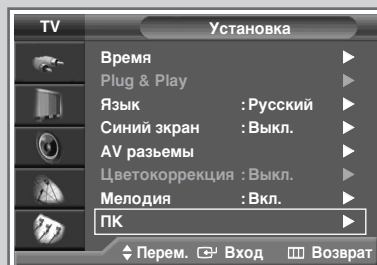 TV Установка
Время
Plug & Play
Язык : Русский
Синий зкран : Выкл.
AV разьемы
Цветокоррекция : Выкл.
Мелодия : Вкл.
ПК
Перем. Вход Возврат